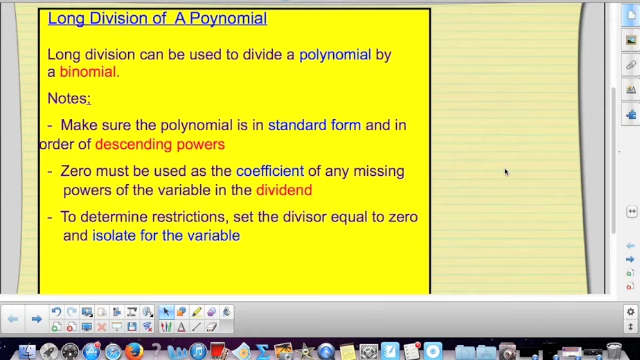 Long Division of A Poynomial
Long division can be used to divide a polynomial by
a binomial.
Notes:
- Make sure the polynomial is in standard form and in
order of descending powers
- Zero must be used as the coefficient of any missing
powers of the variable in the dividend
- To determine restrictions, set the divisor equal to zero
and isolate for the variable